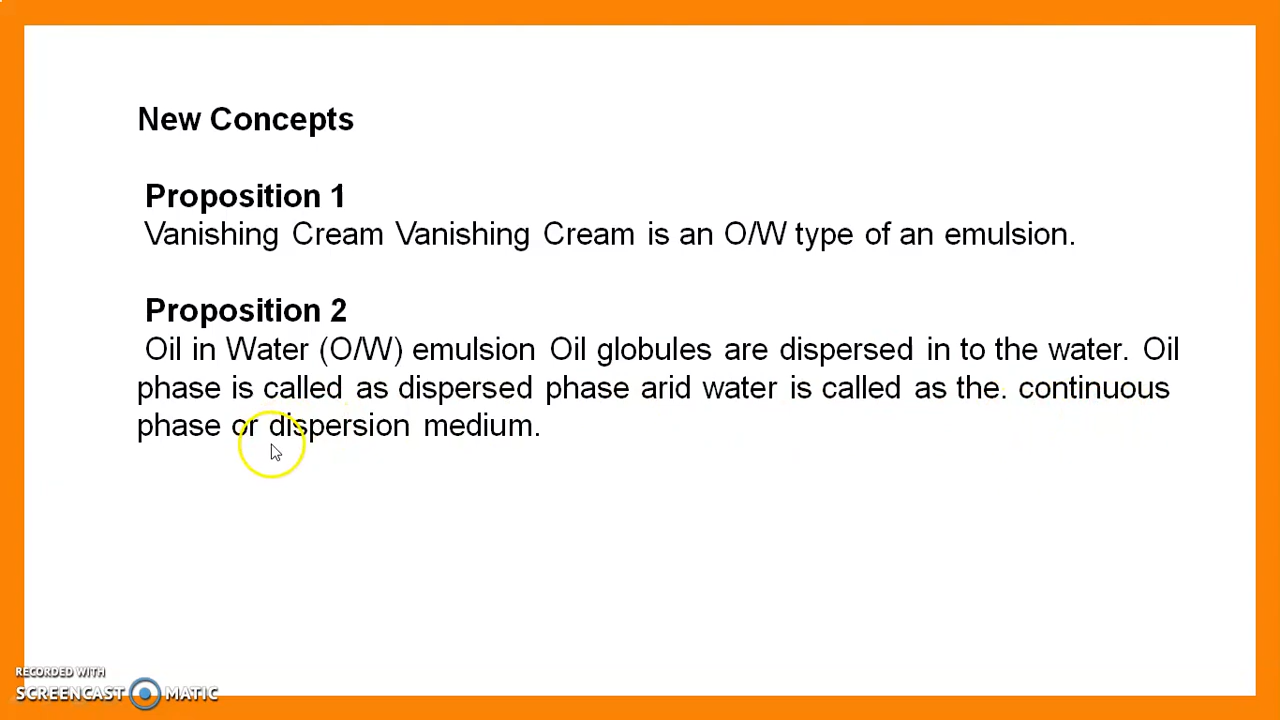 New Concepts
Proposition 1
Vanishing Cream Vanishing Cream is an O/W type of an emulsion.
Proposition 2
Oil in Water (O/W) emulsion Oil globules are dispersed in to the water. Oil
phase is called as dispersed phase arid water is called as the. continuous
phase or dispersion medium.
RECORDED WITH
SCREENCAST MATIC